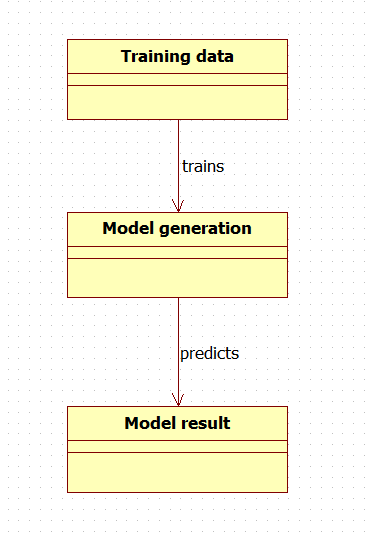 Training data
trains
Model generation
predicts
Model result